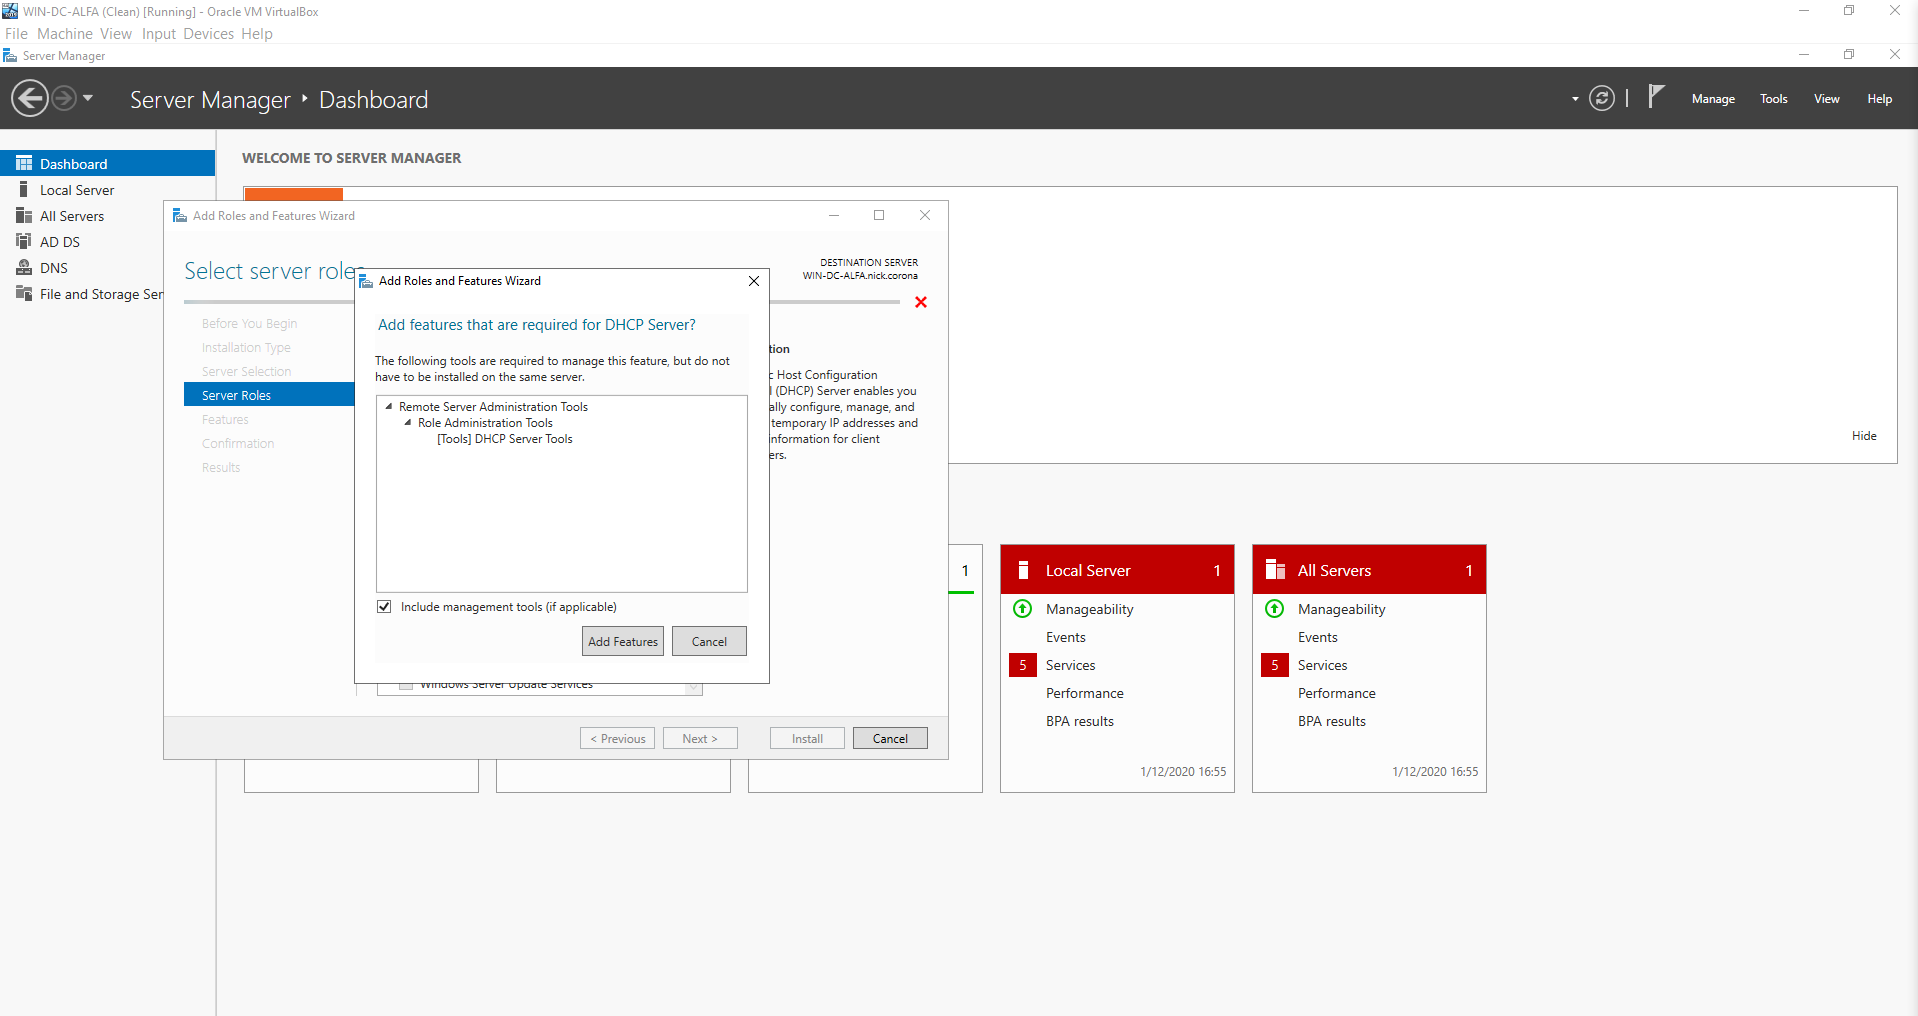 WIN-DC-ALFA (Clean) [Running] - Oracle VM VirtualBox
File Machine View Input Devices Help
Server Manager
Server Manager ‣ Dashboard
Manage Tools View Help
Dashboard
Local Server
All Servers
AD DS
DNS
File and Storage Ser
WELCOME TO SERVER MANAGER
Hide
Add Roles and Features Wizard
Select server role
DESTINATION SERVER
WIN-DC-ALFA.nick.corona
Before You Begin
Installation Type
Server Selection
Server Roles
Features
Confirmation
Results
Add Roles and Features Wizard
Add features that are required for DHCP Server?
The following tools are required to manage this feature, but do not
have to be installed on the same server.
Remote Server Administration Tools
Role Administration Tools
[Tools] DHCP Server Tools
Include management tools (if applicable)
Add Features Cancel
tion
c Host Configuration
l (DHCP) Server enables you
ally configure, manage, and
temporary IP addresses and
information for client
ers.
Windows Server Update Services
< Previous Next > Install Cancel
1
Local Server 1
Manageability
Events
5 Services
Performance
BPA results
1/12/2020 16:55
All Servers 1
Manageability
Events
5 Services
Performance
BPA results
1/12/2020 16:55